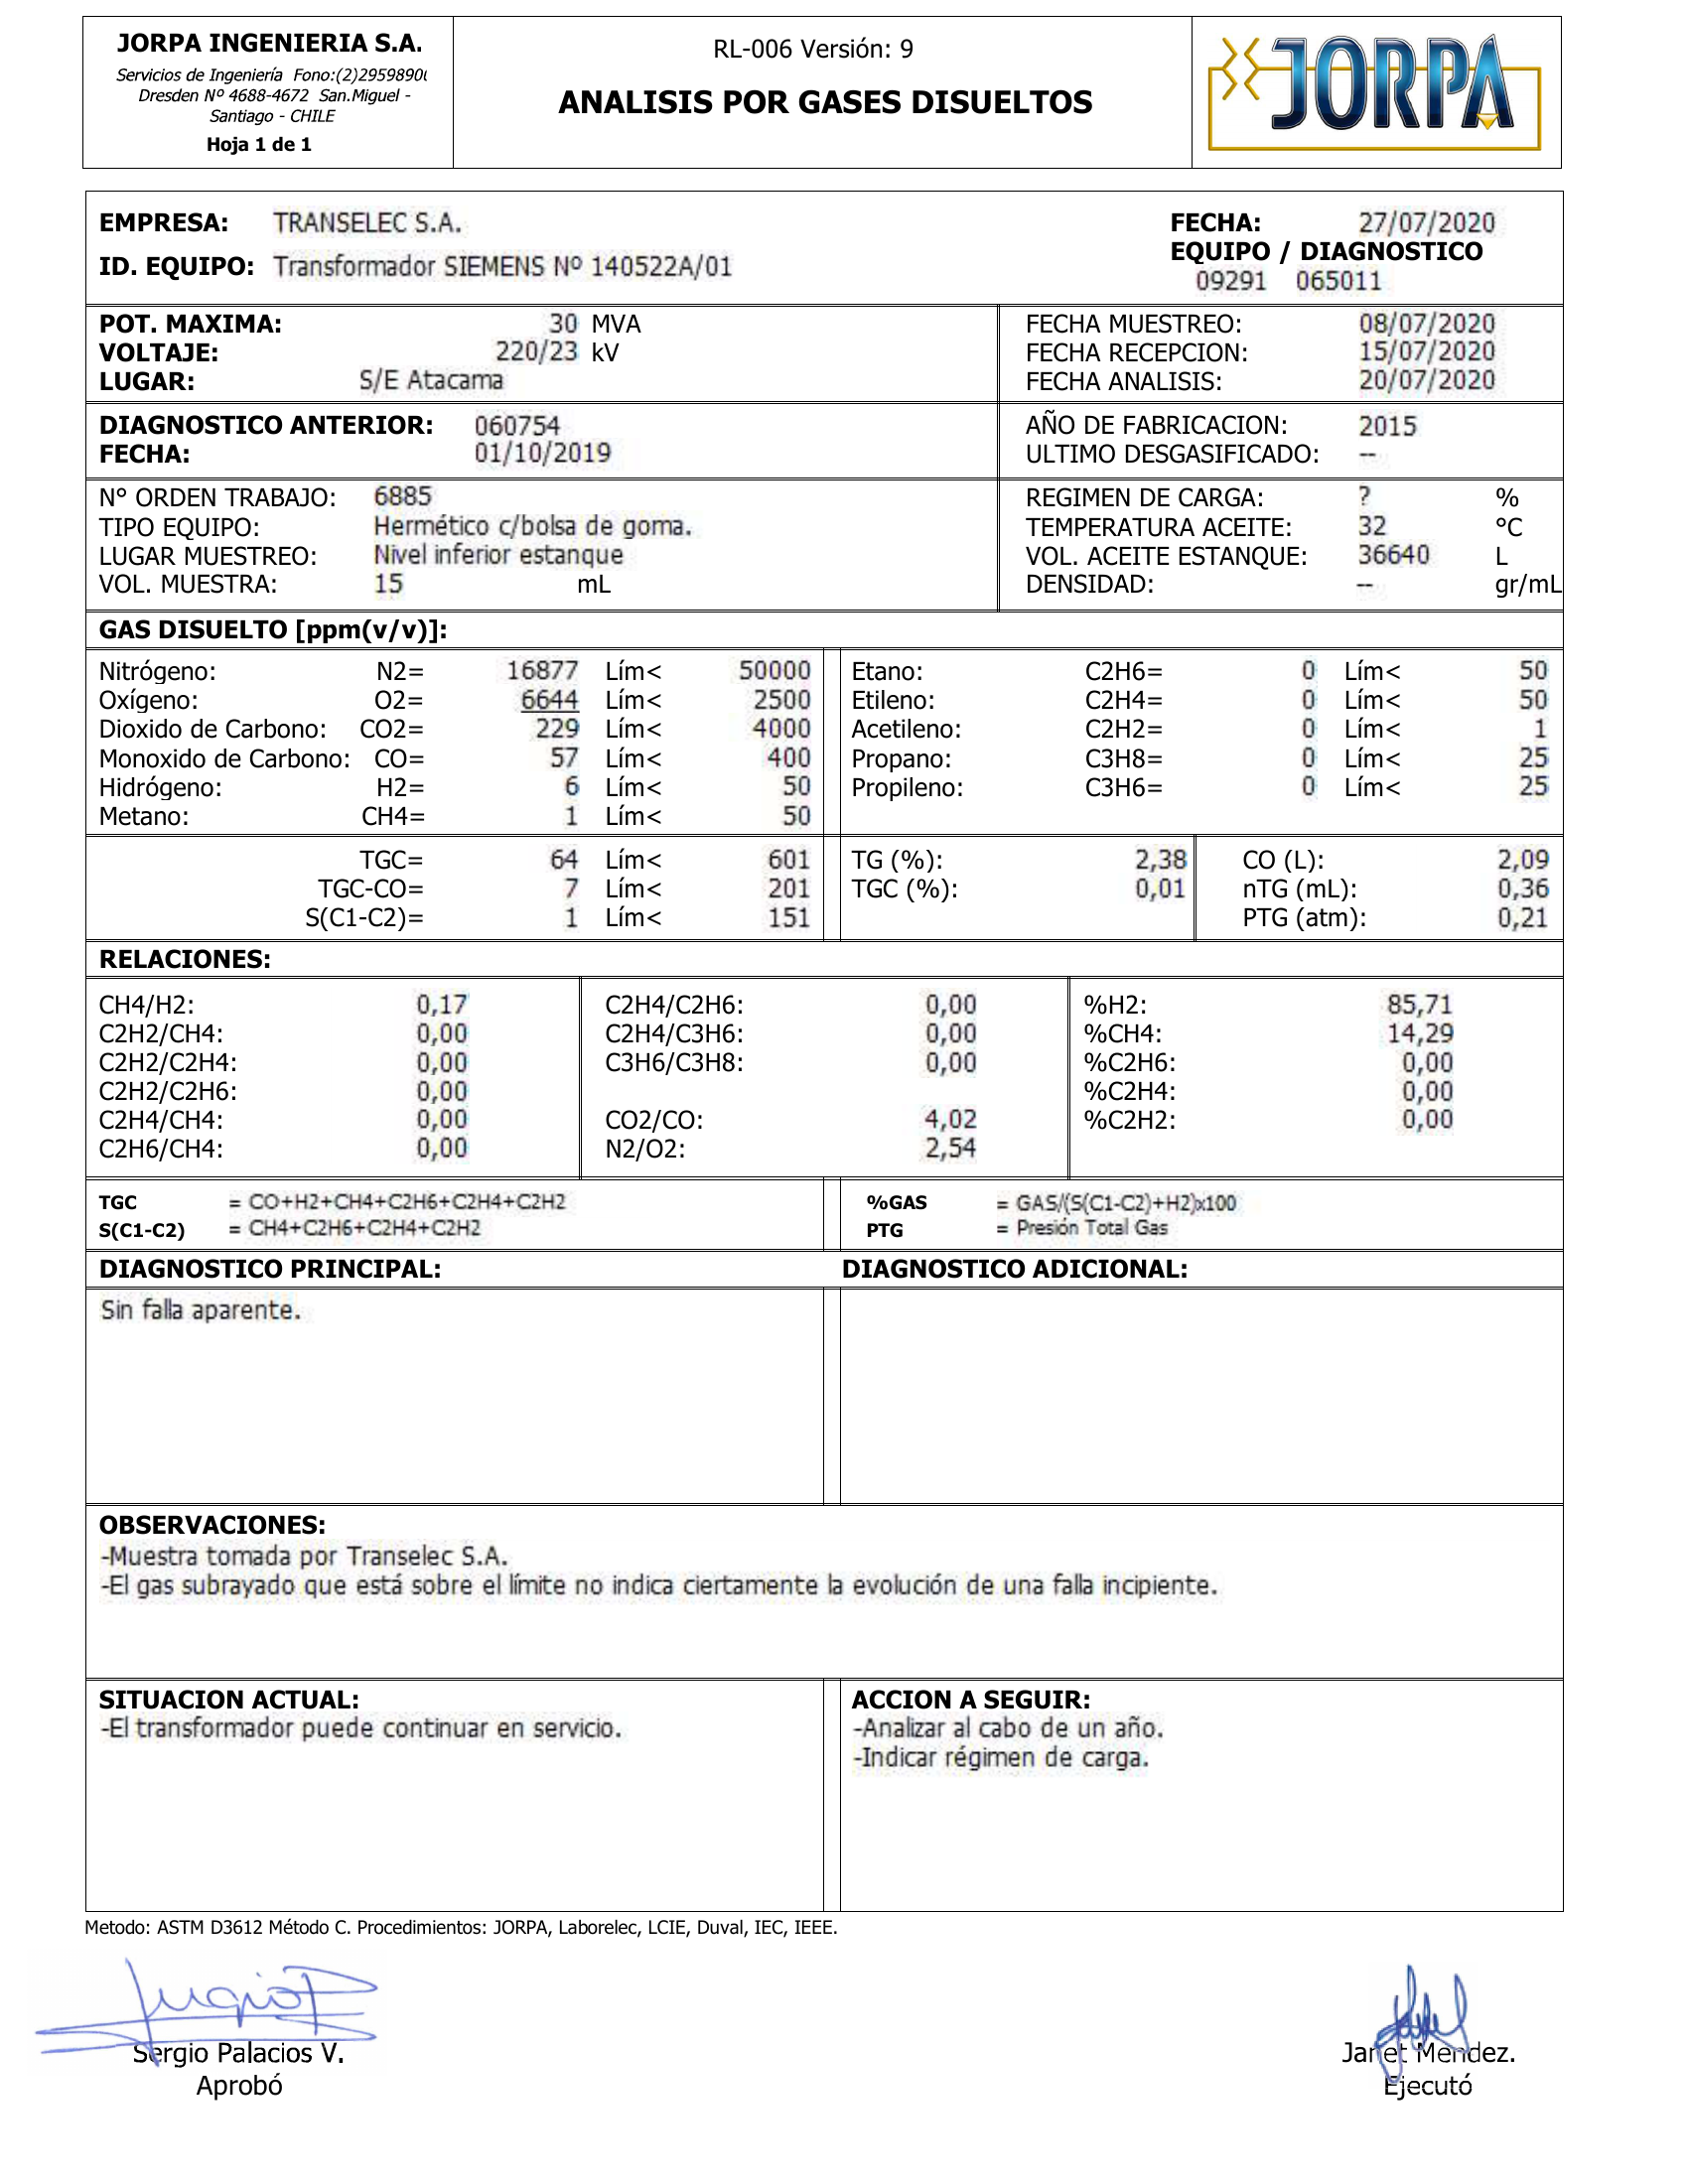 JORPA INGENIERIA S.A.
Servicios de Ingeniería Fono:(2)2959890
Dresden Nº 4688-4672 San.Miguel -
Santiago - CHILE
Hoja 1 de 1
RL-006 Versión: 9
ANALISIS POR GASES DISUELTOS
JORPA
EMPRESA: TRANSELEC S.A.
ID. EQUIPO: Transformador SIEMENS Nº 140522A/01
FECHA: 27/07/2020
EQUIPO / DIAGNOSTICO
09291 065011
POT. MAXIMA: 30 MVA
VOLTAJE: 220/23 kV
LUGAR: S/E Atacama
FECHA MUESTREO: 08/07/2020
FECHA RECEPCION: 15/07/2020
FECHA ANALISIS: 20/07/2020
DIAGNOSTICO ANTERIOR: 060754
FECHA: 01/10/2019
AÑO DE FABRICACION: 2015
ULTIMO DESGASIFICADO: --
N° ORDEN TRABAJO: 6885
TIPO EQUIPO: Hermético c/bolsa de goma.
LUGAR MUESTREO: Nivel inferior estanque
VOL. MUESTRA: 15 mL
REGIMEN DE CARGA: ? %
TEMPERATURA ACEITE: 32 °C
VOL. ACEITE ESTANQUE: 36640 L
DENSIDAD: -- gr/mL
GAS DISUELTO [ppm(v/v)]:
Nitrógeno: N2= 16877 Lím< 50000
Oxígeno: O2= 6644 Lím< 2500
Dioxido de Carbono: CO2= 229 Lím< 4000
Monoxido de Carbono: CO= 57 Lím< 400
Hidrógeno: H2= 6 Lím< 50
Metano: CH4= 1 Lím< 50
Etano: C2H6= 0 Lím< 50
Etileno: C2H4= 0 Lím< 50
Acetileno: C2H2= 0 Lím< 1
Propano: C3H8= 0 Lím< 25
Propileno: C3H6= 0 Lím< 25
TGC= 64 Lím< 601
TGC-CO= 7 Lím< 201
S(C1-C2)= 1 Lím< 151
TG (%): 2,38
TGC (%): 0,01
CO (L): 2,09
nTG (mL): 0,36
PTG (atm): 0,21
RELACIONES:
CH4/H2: 0,17
C2H2/CH4: 0,00
C2H2/C2H4: 0,00
C2H2/C2H6: 0,00
C2H4/CH4: 0,00
C2H6/CH4: 0,00
C2H4/C2H6: 0,00
C2H4/C3H6: 0,00
C3H6/C3H8: 0,00
CO2/CO: 4,02
N2/O2: 2,54
%H2: 85,71
%CH4: 14,29
%C2H6: 0,00
%C2H4: 0,00
%C2H2: 0,00
TGC = CO+H2+CH4+C2H6+C2H4+C2H2
S(C1-C2) = CH4+C2H6+C2H4+C2H2
%GAS = GAS/(S(C1-C2)+H2)x100
PTG = Presión Total Gas
DIAGNOSTICO PRINCIPAL:
Sin falla aparente.
DIAGNOSTICO ADICIONAL:
OBSERVACIONES:
-Muestra tomada por Transelec S.A.
-El gas subrayado que está sobre el límite no indica ciertamente la evolución de una falla incipiente.
SITUACION ACTUAL:
-El transformador puede continuar en servicio.
ACCION A SEGUIR:
-Analizar al cabo de un año.
-Indicar régimen de carga.
Metodo: ASTM D3612 Método C. Procedimientos: JORPA, Laborelec, LCIE, Duval, IEC, IEEE.
Sergio Palacios V.
Aprobó
Janet Mendez.
Ejecutó